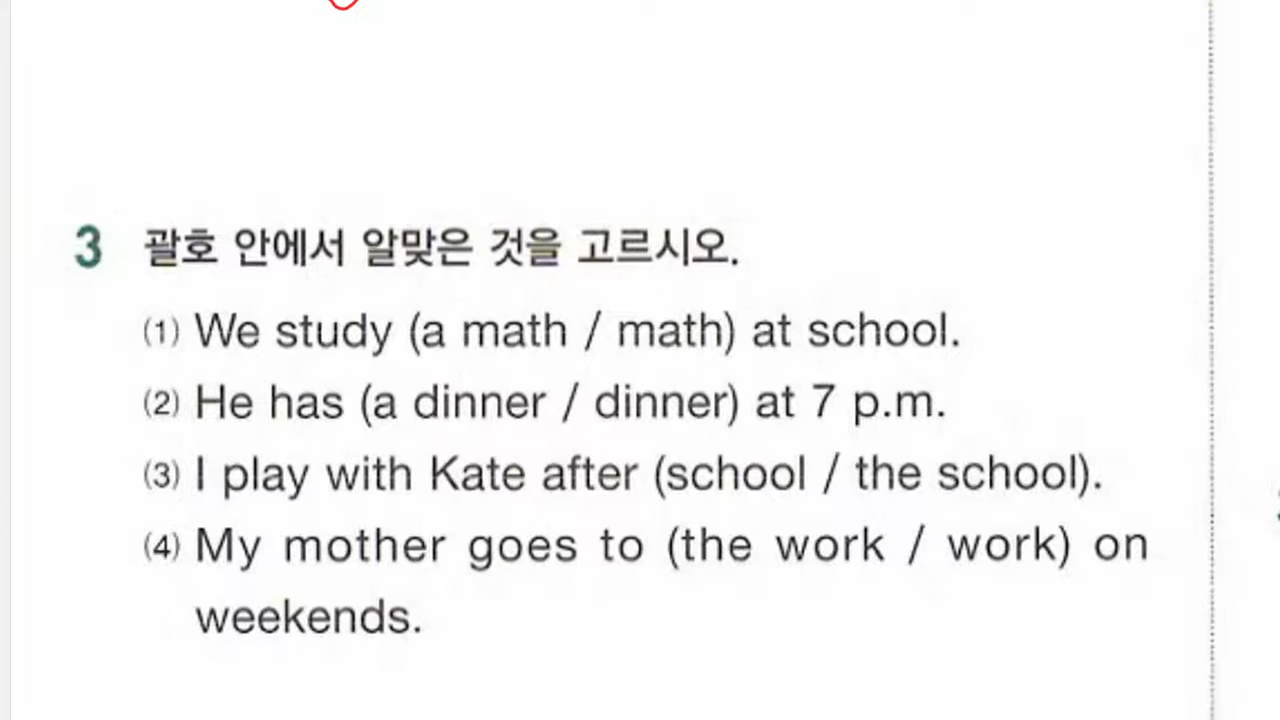 3 괄호 안에서 알맞은 것을 고르시오.
(1) We study (a math / math) at school.
(2) He has (a dinner / dinner) at 7 p.m.
(3) I play with Kate after (school / the school).
(4) My mother goes to (the work / work) on
weekends.